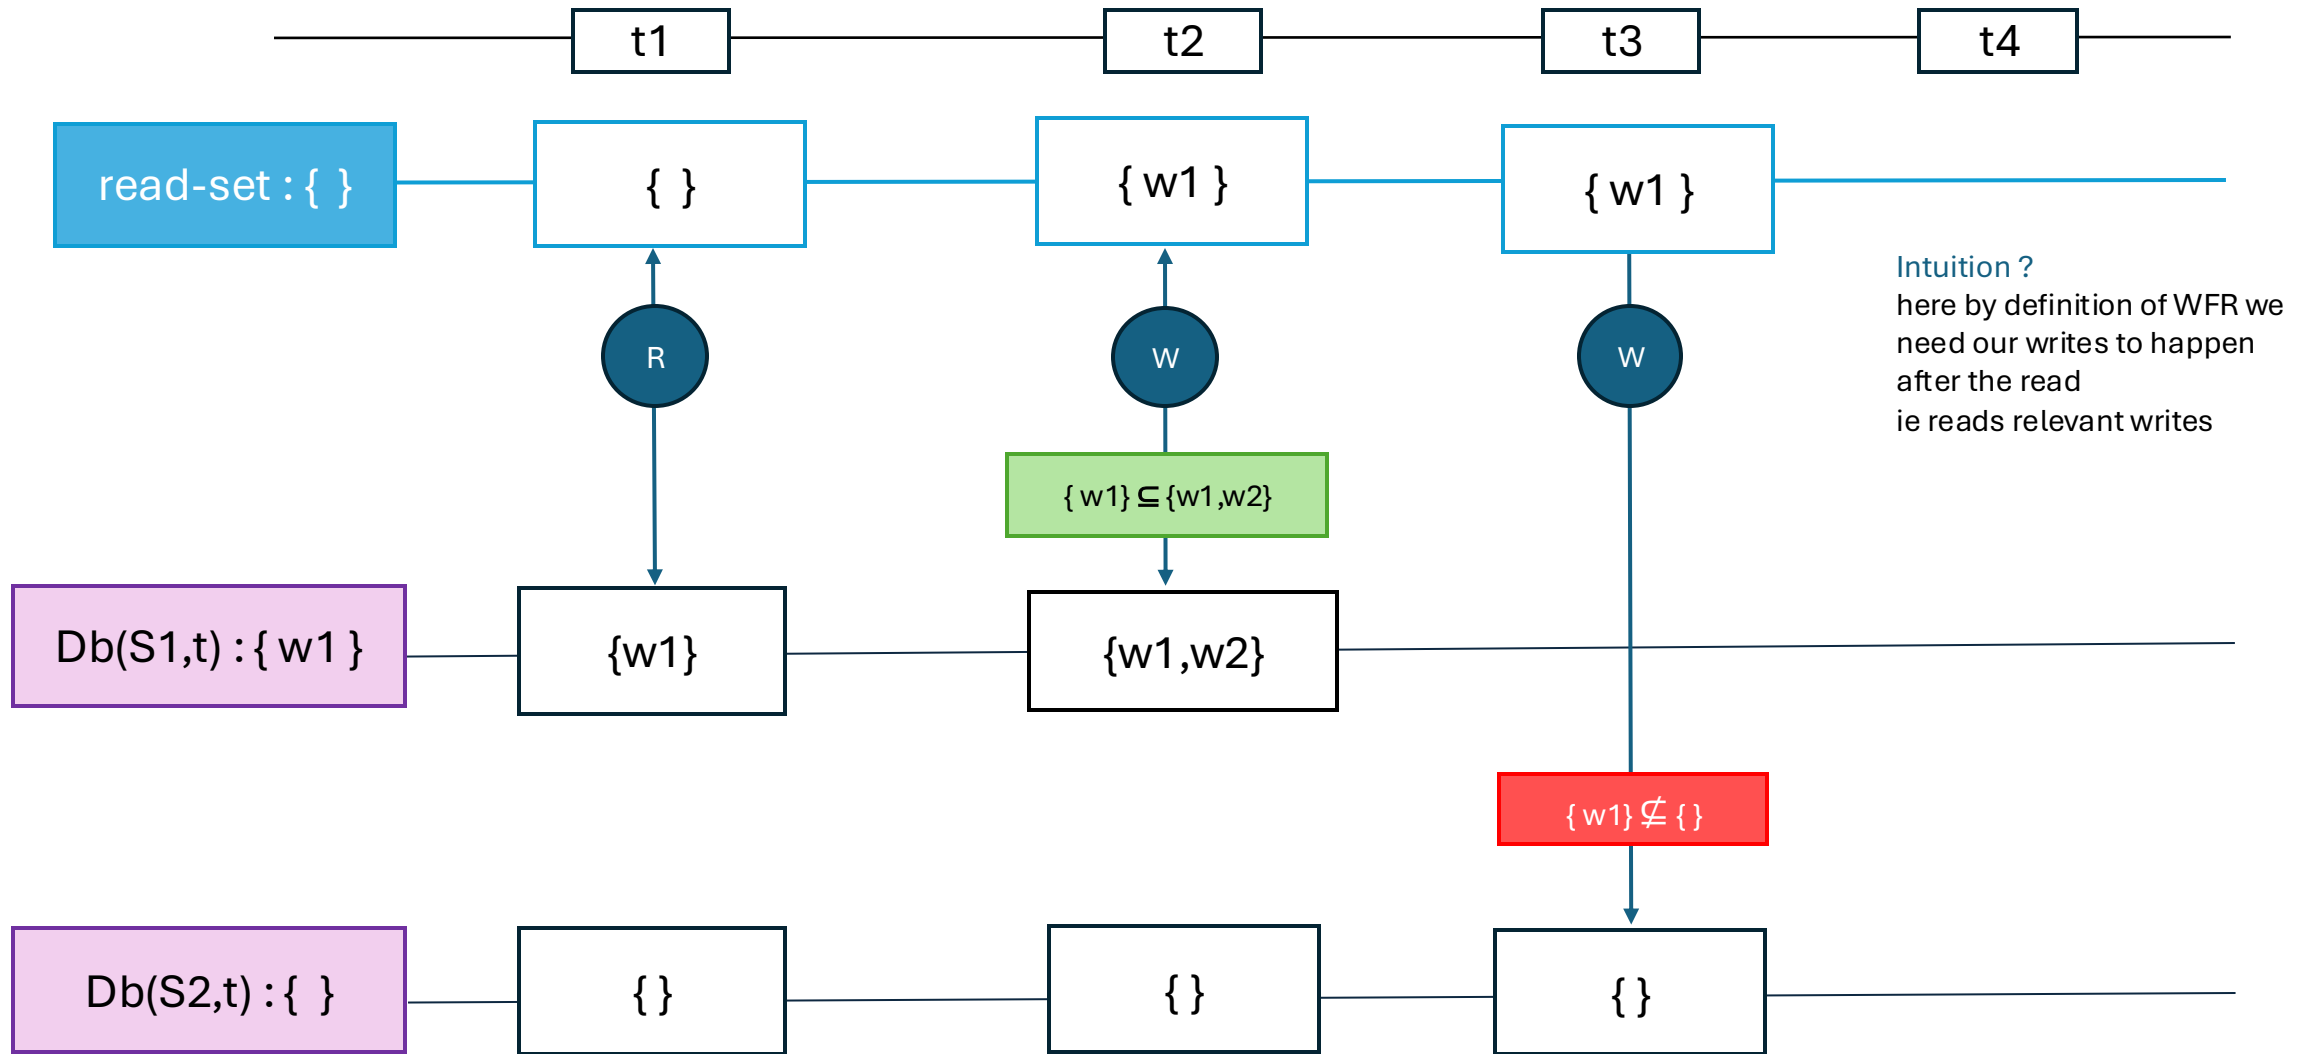 t1
t2
t3
t4
read-set : { }
{ }
{ w1 }
{ w1 }
Intuition ?
here by definition of WFR we
need our writes to happen
after the read
ie reads relevant writes
R
W
W
{ w1} ⊆ {w1,w2}
Db(S1,t) : { w1 }
{w1}
{w1,w2}
{ w1} ⊈ { }
Db(S2,t) : { }
{ }
{ }
{ }